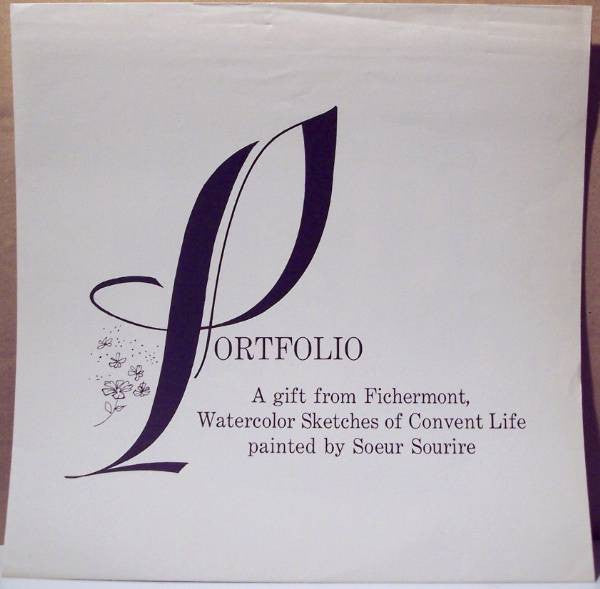 PORTFOLIO
A gift from Fichermont,
Watercolor Sketches of Convent Life
painted by Soeur Sourire